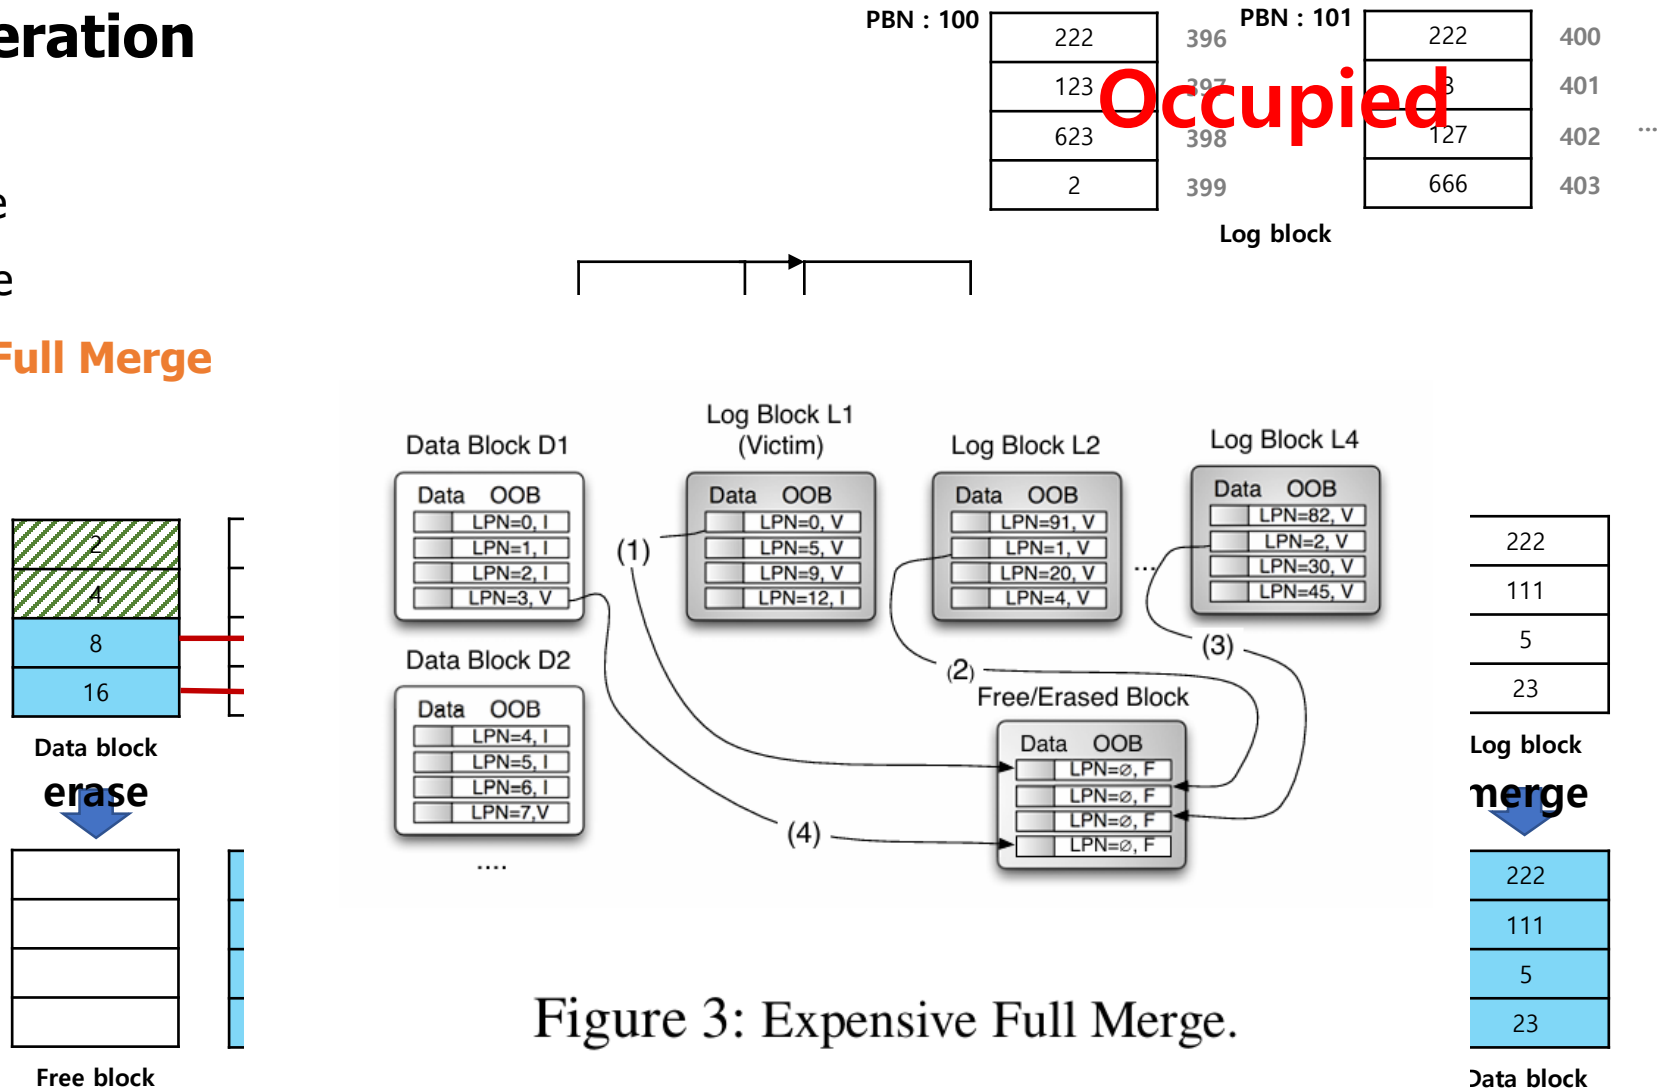 eration
PBN : 100
222
123
623
2
396
397
398
399
PBN : 101
222
3
127
666
400
401
402
403
...
Occupied
Log block
e
e
Full Merge
2
4
8
16
Data block
erase
Free block
Data Block D1
Data OOB
LPN=0, I
LPN=1, I
LPN=2, I
LPN=3, V
Log Block L1
(Victim)
Data OOB
LPN=0, V
LPN=5, V
LPN=9, V
LPN=12, I
Log Block L2
Data OOB
LPN=91, V
LPN=1, V
LPN=20, V
LPN=4, V
...
Log Block L4
Data OOB
LPN=82, V
LPN=2, V
LPN=30, V
LPN=45, V
(1)
(2)
(3)
(4)
Data Block D2
Data OOB
LPN=4, I
LPN=5, I
LPN=6, I
LPN=7,V
....
Free/Erased Block
Data OOB
LPN=∅, F
LPN=∅, F
LPN=∅, F
LPN=∅, F
Figure 3: Expensive Full Merge.
222
111
5
23
Log block
merge
222
111
5
23
Data block